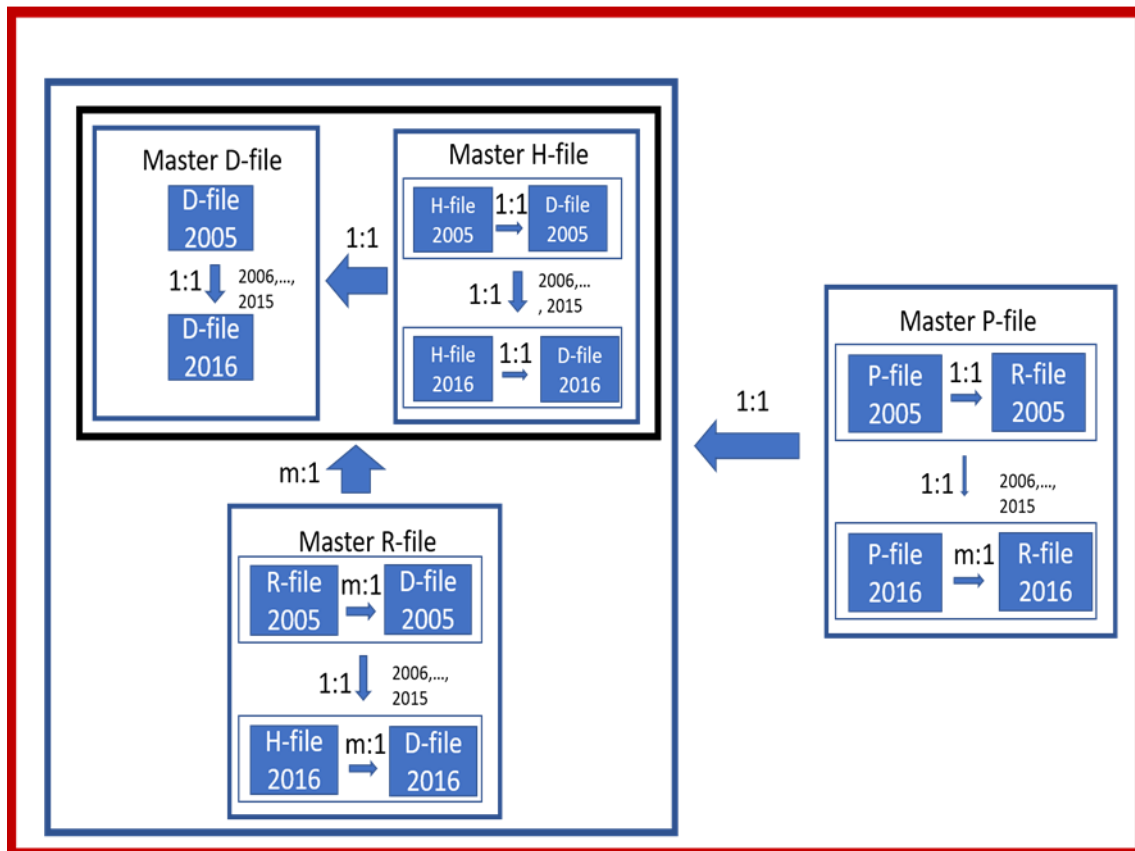 Master D-file
D-file
2005
1:1
2006,...,
2015
D-file
2016
1:1
Master H-file
H-file
2005
1:1
D-file
2005
1:1
2006,...
, 2015
H-file
2016
1:1
D-file
2016
m:1
Master R-file
R-file
2005
m:1
D-file
2005
1:1
2006,...,
2015
H-file
2016
m:1
D-file
2016
1:1
Master P-file
P-file
2005
1:1
R-file
2005
1:1
2006,...,
2015
P-file
2016
m:1
R-file
2016